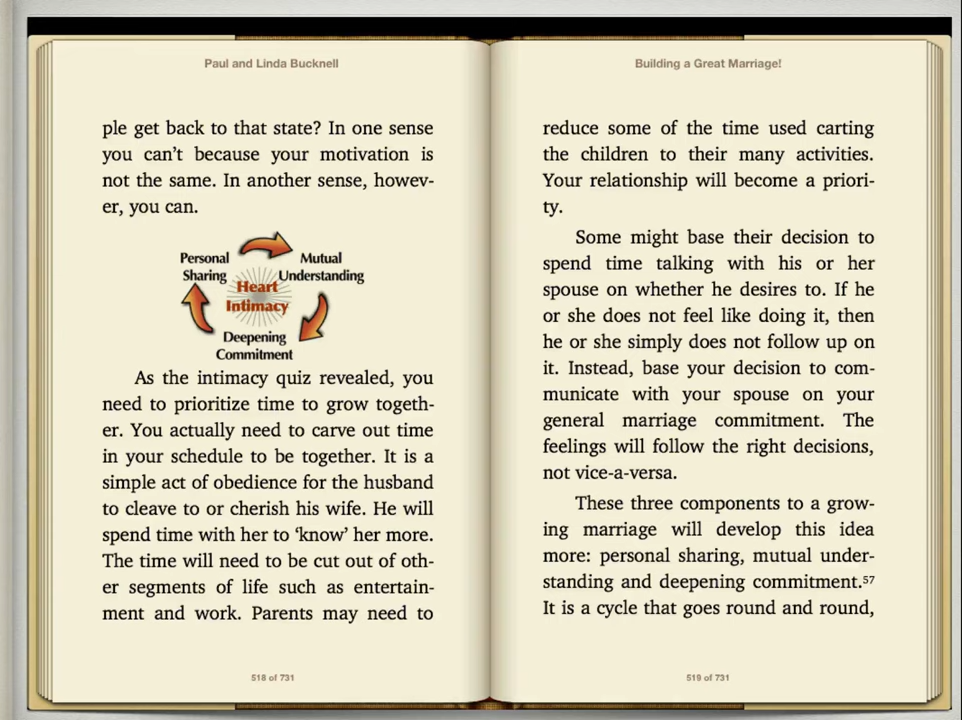 Paul and Linda Bucknell
ple get back to that state? In one sense
you can’t because your motivation is
not the same. In another sense, howev-
er, you can.
Personal
Sharing
Mutual
Understanding
Heart
Intimacy
Deepening
Commitment
As the intimacy quiz revealed, you
need to prioritize time to grow togeth-
er. You actually need to carve out time
in your schedule to be together. It is a
simple act of obedience for the husband
to cleave to or cherish his wife. He will
spend time with her to ‘know’ her more.
The time will need to be cut out of oth-
er segments of life such as entertain-
ment and work. Parents may need to
518 of 731
Building a Great Marriage!
reduce some of the time used carting
the children to their many activities.
Your relationship will become a priori-
ty.
Some might base their decision to
spend time talking with his or her
spouse on whether he desires to. If he
or she does not feel like doing it, then
he or she simply does not follow up on
it. Instead, base your decision to com-
municate with your spouse on your
general marriage commitment. The
feelings will follow the right decisions,
not vice-a-versa.
These three components to a grow-
ing marriage will develop this idea
more: personal sharing, mutual under-
standing and deepening commitment.⁵⁷
It is a cycle that goes round and round,
519 of 731